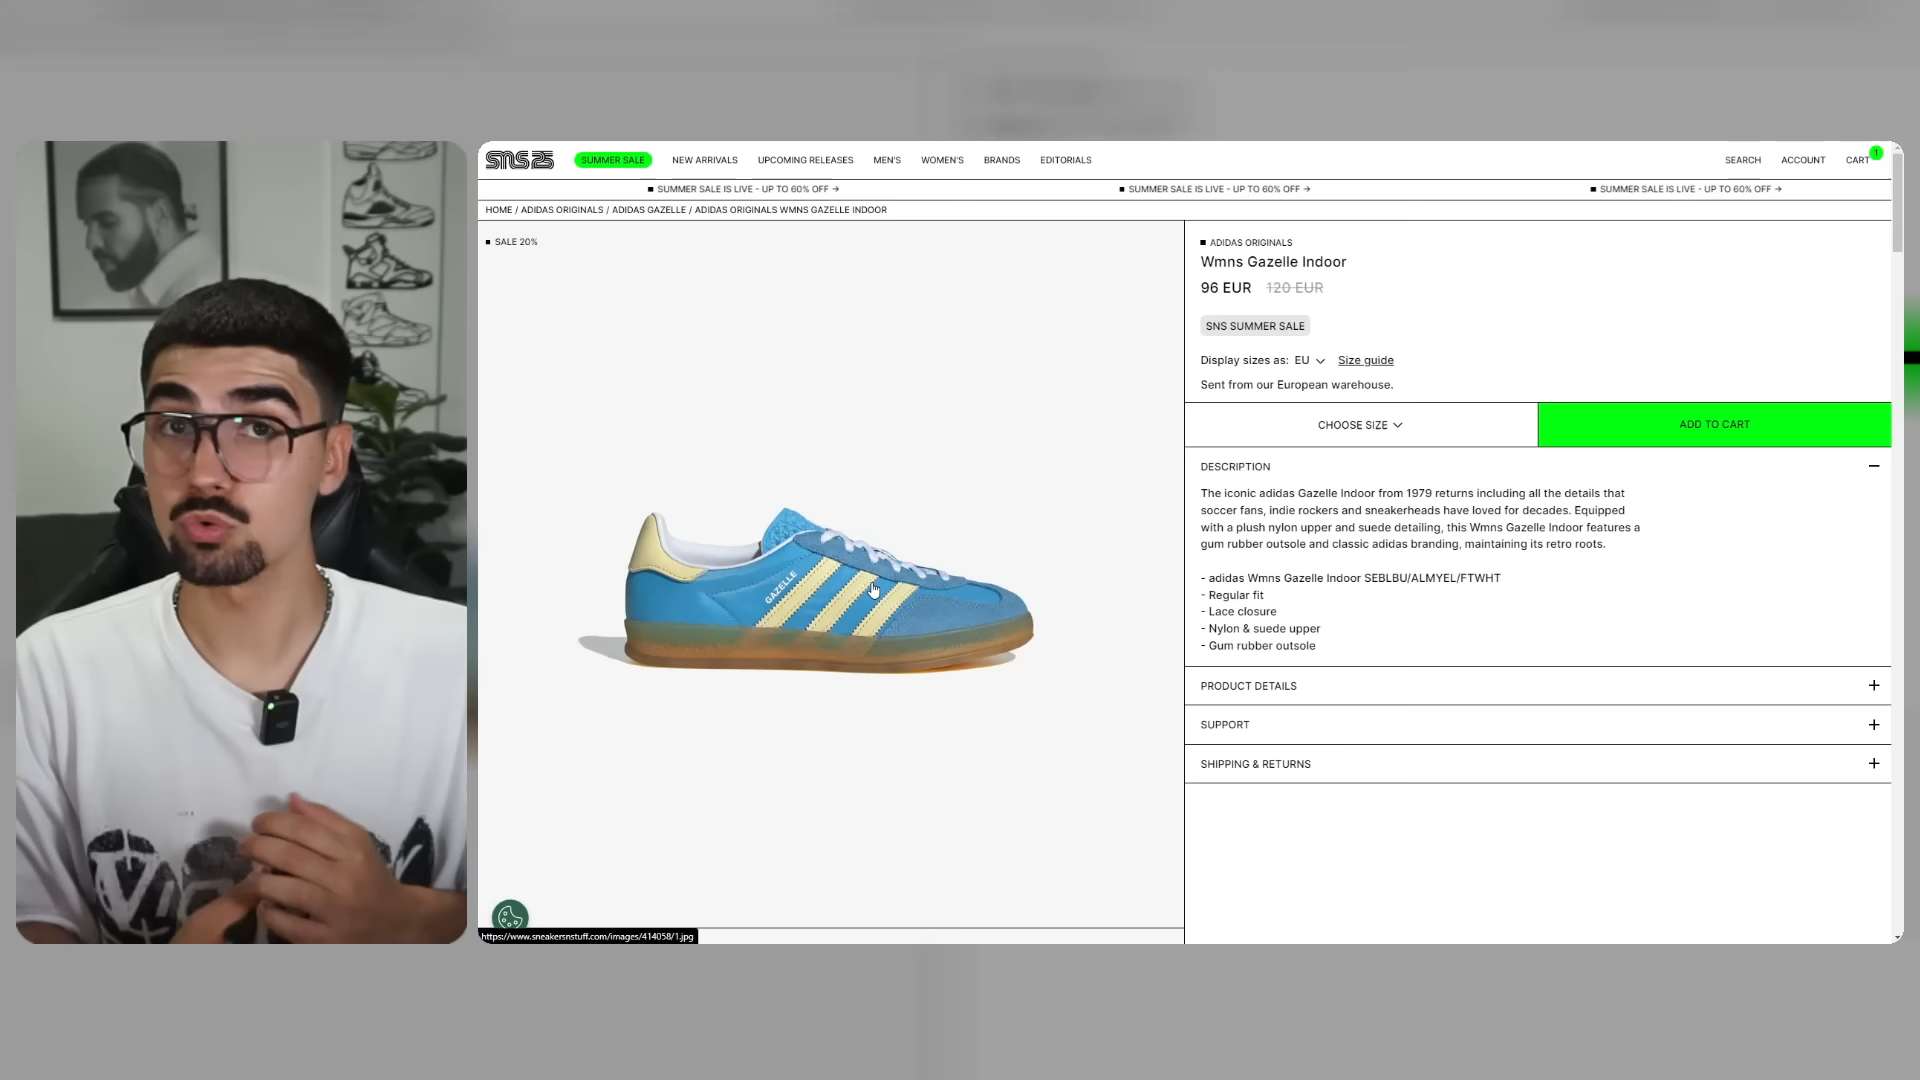 SNS 25
SUMMER SALE
NEW ARRIVALS
UPCOMING RELEASES
MEN'S
WOMEN'S
BRANDS
EDITORIALS
SEARCH
ACCOUNT
CART
1
■ SUMMER SALE IS LIVE - UP TO 60% OFF →
■ SUMMER SALE IS LIVE - UP TO 60% OFF →
■ SUMMER SALE IS LIVE - UP TO 60% OFF →
HOME / ADIDAS ORIGINALS / ADIDAS GAZELLE / ADIDAS ORIGINALS WMNS GAZELLE INDOOR
■ SALE 20%
GAZELLE
■ ADIDAS ORIGINALS
Wmns Gazelle Indoor
96 EUR 120 EUR
SNS SUMMER SALE
Display sizes as: EU Size guide
Sent from our European warehouse.
CHOOSE SIZE
ADD TO CART
DESCRIPTION
The iconic adidas Gazelle Indoor from 1979 returns including all the details that
soccer fans, indie rockers and sneakerheads have loved for decades. Equipped
with a plush nylon upper and suede detailing, this Wmns Gazelle Indoor features a
gum rubber outsole and classic adidas branding, maintaining its retro roots.
- adidas Wmns Gazelle Indoor SEBLBU/ALMYEL/FTWHT
- Regular fit
- Lace closure
- Nylon & suede upper
- Gum rubber outsole
PRODUCT DETAILS
SUPPORT
SHIPPING & RETURNS
https://www.sneakersnstuff.com/images/414058/1.jpg